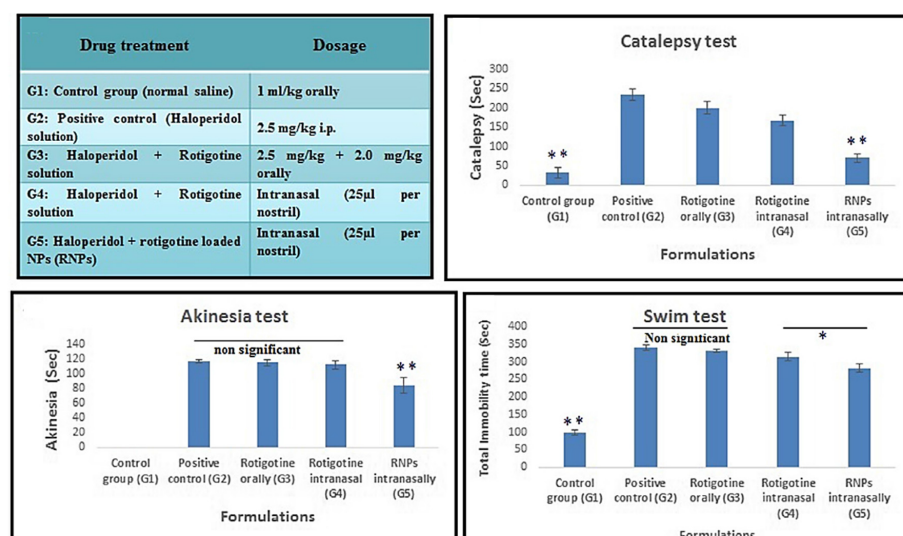 Drug treatment
Dosage
G1: Control group (normal saline)
1 ml/kg orally
G2: Positive control (Haloperidol
solution)
2.5 mg/kg i.p.
G3: Haloperidol + Rotigotine
solution
2.5 mg/kg + 2.0 mg/kg
orally
G4: Haloperidol + Rotigotine
solution
Intranasal (25µl per
nostril)
G5: Haloperidol + rotigotine loaded
NPs (RNPs)
Intranasal (25µl per
nostril)
Catalepsy test
Catalepsy (Sec)
300
250
200
150
100
50
0
**
**
Control group
(G1)
Positive
control (G2)
Rotigotine
orally (G3)
Rotigotine
intranasal
(G4)
RNPs
intranasally
(G5)
Formulations
Akinesia test
non significant
Akinesia (Sec)
140
120
100
80
60
40
20
0
**
Control
group (G1)
Positive
control (G2)
Rotigotine
orally (G3)
Rotigotine
intranasal
(G4)
RNPs
intranasally
(G5)
Formulations
Swim test
Non significant
*
Total Immobility time (Sec)
400
350
300
250
200
150
100
50
0
**
Control
group (G1)
Positive
control (G2)
Rotigotine
orally (G3)
Rotigotine
intranasal
(G4)
RNPs
intranasally
(G5)
Formulations